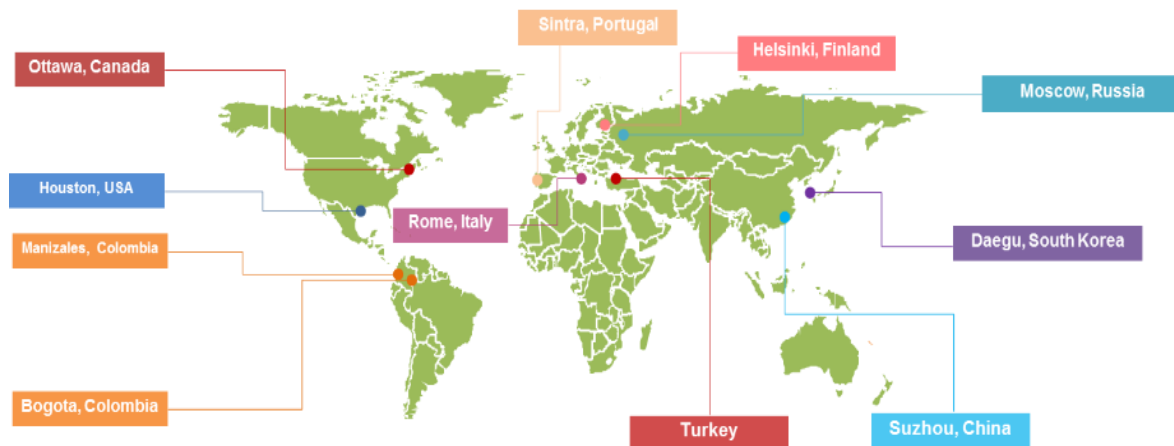 Sintra, Portugal
Helsinki, Finland
Ottawa, Canada
Moscow, Russia
Houston, USA
Rome, Italy
Daegu, South Korea
Manizales, Colombia
Bogota, Colombia
Turkey
Suzhou, China